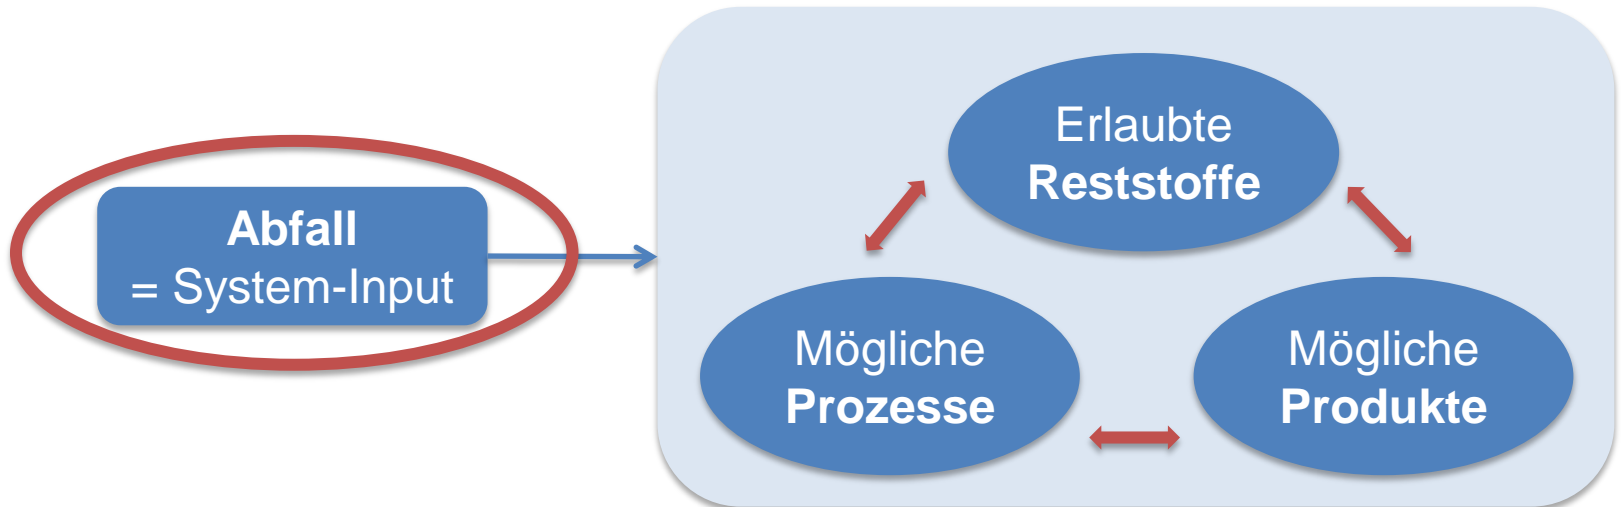 Abfall
= System-Input
Erlaubte
Reststoffe
Mögliche
Prozesse
Mögliche
Produkte